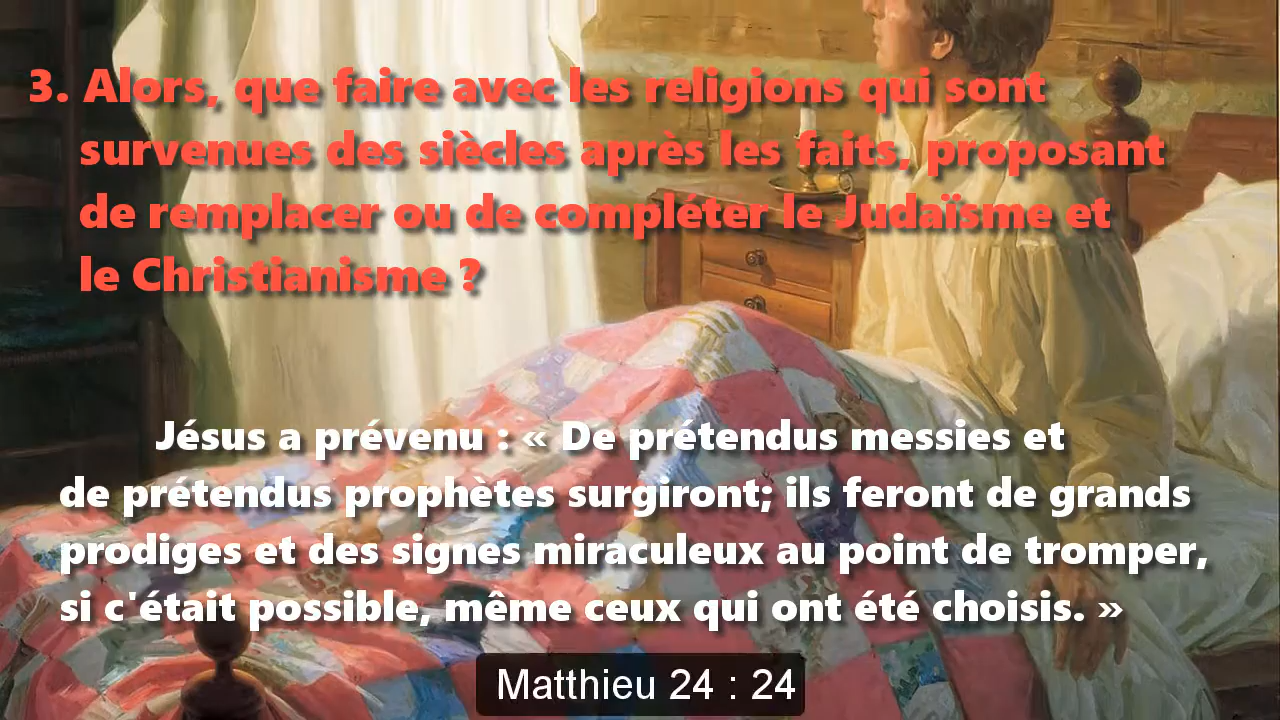 3. Alors, que faire avec les religions qui sont
survenues des siècles après les faits, proposant
de remplacer ou de compléter le Judaïsme et
le Christianisme ?
Jésus a prévenu : « De prétendus messies et
de prétendus prophètes surgiront; ils feront de grands
prodiges et des signes miraculeux au point de tromper,
si c'était possible, même ceux qui ont été choisis. »
Matthieu 24 : 24